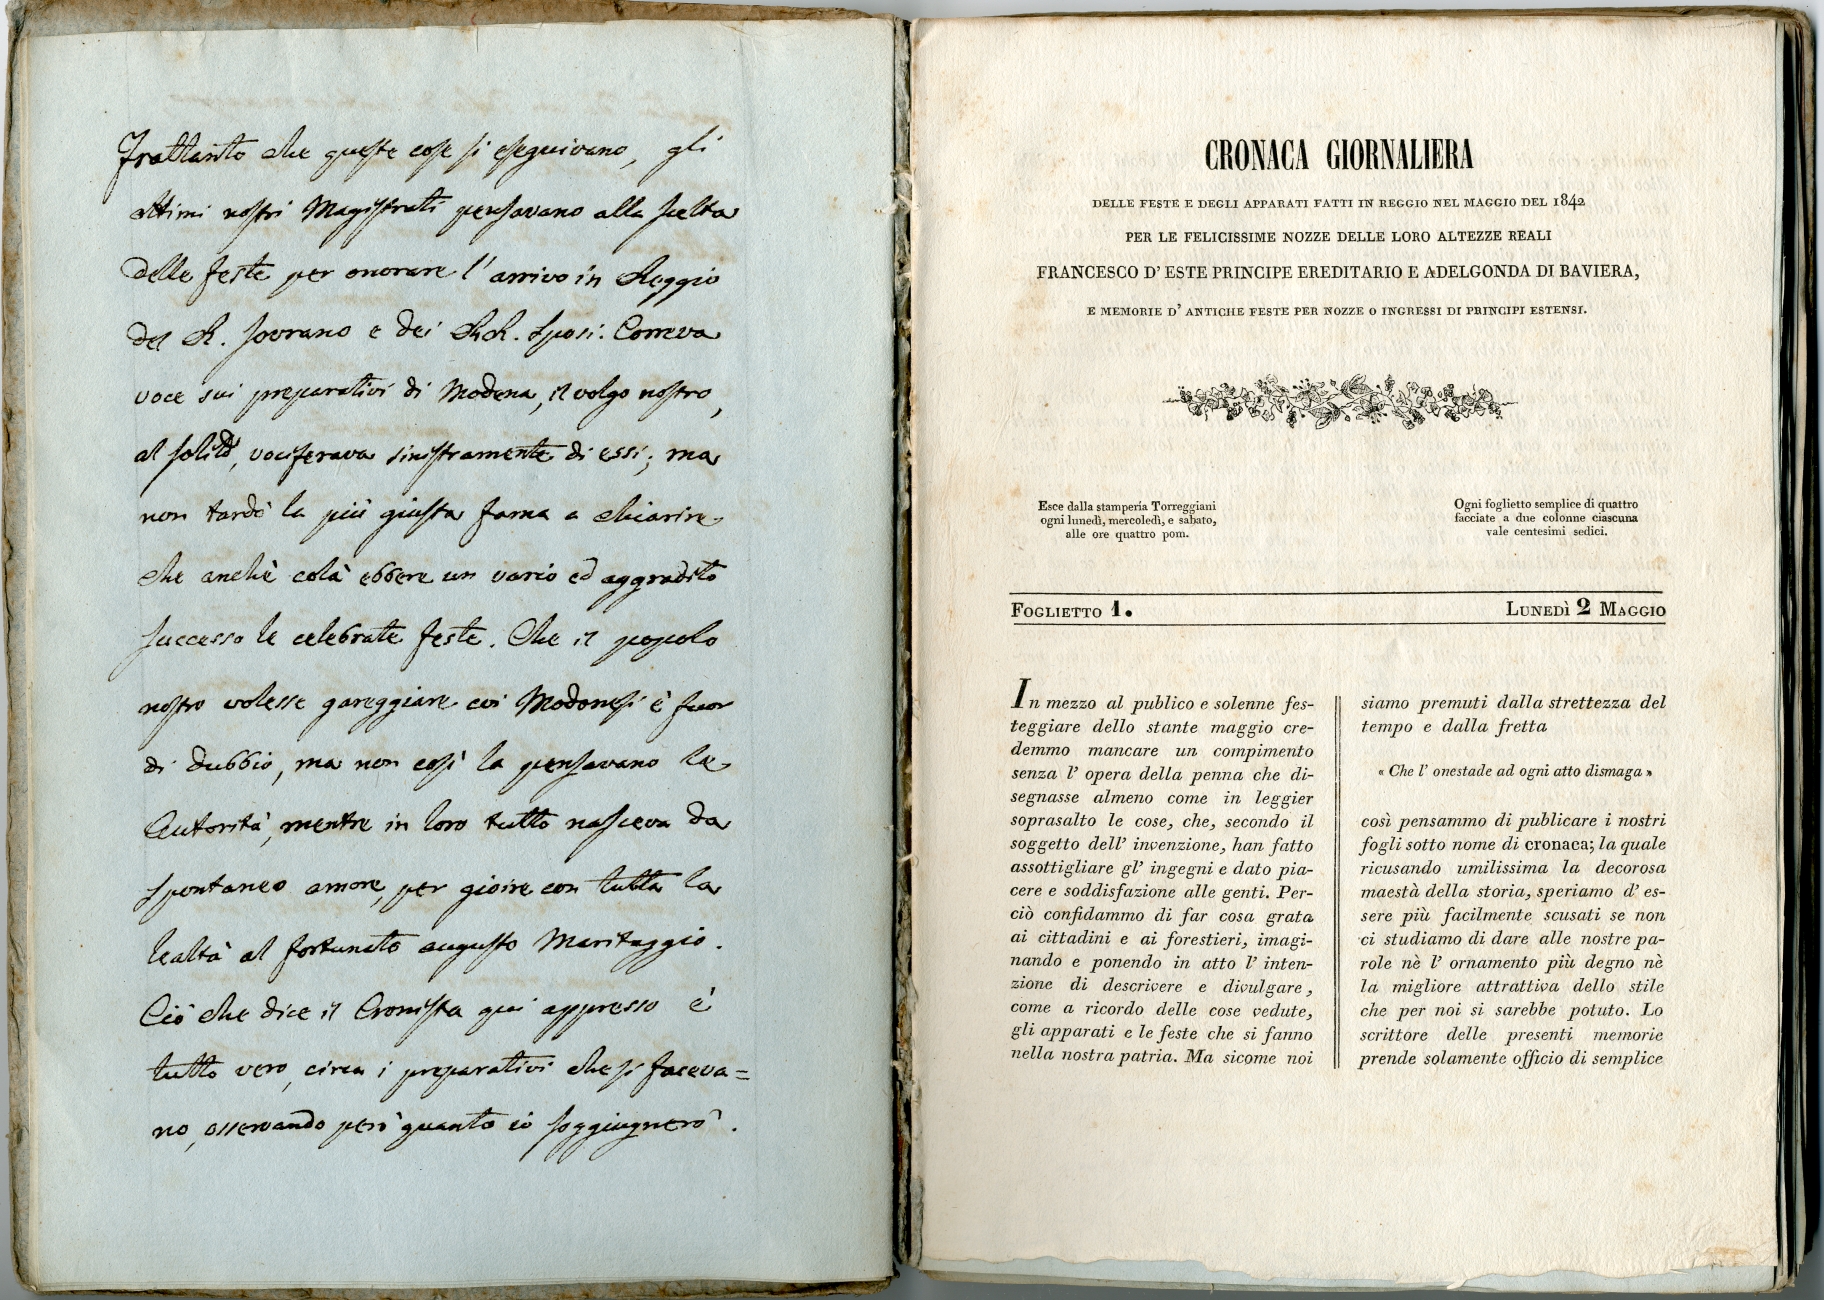 Frattanto che queste cose si eseguivano, gli
ottimi nostri Magistrati pensavano alla scelta
delle feste per onorare l' arrivo in Reggio
del R. Sovrano e dei RR. Sposi: Correva
voce sui preparativi di Modena, il volgo nostro,
al solito, vociferava sinistramente di essi; ma
non tardò la più giusta fama a chiarire
che anche colà ebbero un vario ed aggradito
successo le celebrate feste. Che il popolo
nostro volesse gareggiare coi Modonesi è fuor
di dubbio, ma non così la pensavano le
Autorità, mentre in loro tutto nasceva da
spontaneo amore, per gioire con tutta la
lealtà al fortunato augusto Maritaggio.
Ciò che dice il Cronista qui appresso è
tutto vero, circa i preparativi che si faceva=
no, osservando però quanto io soggiugnerò.
CRONACA GIORNALIERA
DELLE FESTE E DEGLI APPARATI FATTI IN REGGIO NEL MAGGIO DEL 1842
PER LE FELICISSIME NOZZE DELLE LORO ALTEZZE REALI
FRANCESCO D' ESTE PRINCIPE EREDITARIO E ADELGONDA DI BAVIERA,
E MEMORIE D' ANTICHE FESTE PER NOZZE O INGRESSI DI PRINCIPI ESTENSI.
Esce dalla stampería Torreggiani
ogni lunedì, mercoledì, e sabato,
alle ore quattro pom.
Ogni foglietto semplice di quattro
facciate a due colonne ciascuna
vale centesimi sedici.
FOGLIETTO 1.
LUNEDÌ 2 MAGGIO
In mezzo al publico e solenne fes-
teggiare dello stante maggio cre-
demmo mancare un compimento
senza l' opera della penna che di-
segnasse almeno come in leggier
soprasalto le cose, che, secondo il
soggetto dell' invenzione, han fatto
assottigliare gl' ingegni e dato pia-
cere e soddisfazione alle genti. Per-
ciò confidammo di far cosa grata
ai cittadini e ai forestieri, imagi-
nando e ponendo in atto l' inten-
zione di descrivere e divulgare,
come a ricordo delle cose vedute,
gli apparati e le feste che si fanno
nella nostra patria. Ma sicome noi
siamo premuti dalla strettezza del
tempo e dalla fretta
« Che l' onestade ad ogni atto dismaga »
così pensammo di publicare i nostri
fogli sotto nome di cronaca; la quale
ricusando umilissima la decorosa
maestà della storia, speriamo d' es-
sere più facilmente scusati se non
ci studiamo di dare alle nostre pa-
role nè l' ornamento più degno nè
la migliore attrattiva dello stile
che per noi si sarebbe potuto. Lo
scrittore delle presenti memorie
prende solamente officio di semplice